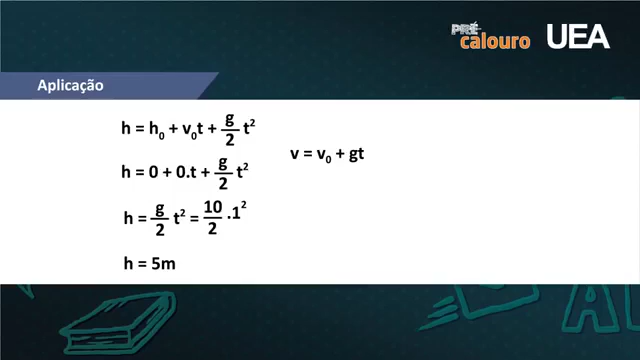 PRÉ-
calouro UEA
Aplicação
h = h₀ + v₀t + g/2 t²
v = v₀ + gt
h = 0 + 0.t + g/2 t²
h = g/2 t² = 10/2 .1²
h = 5m